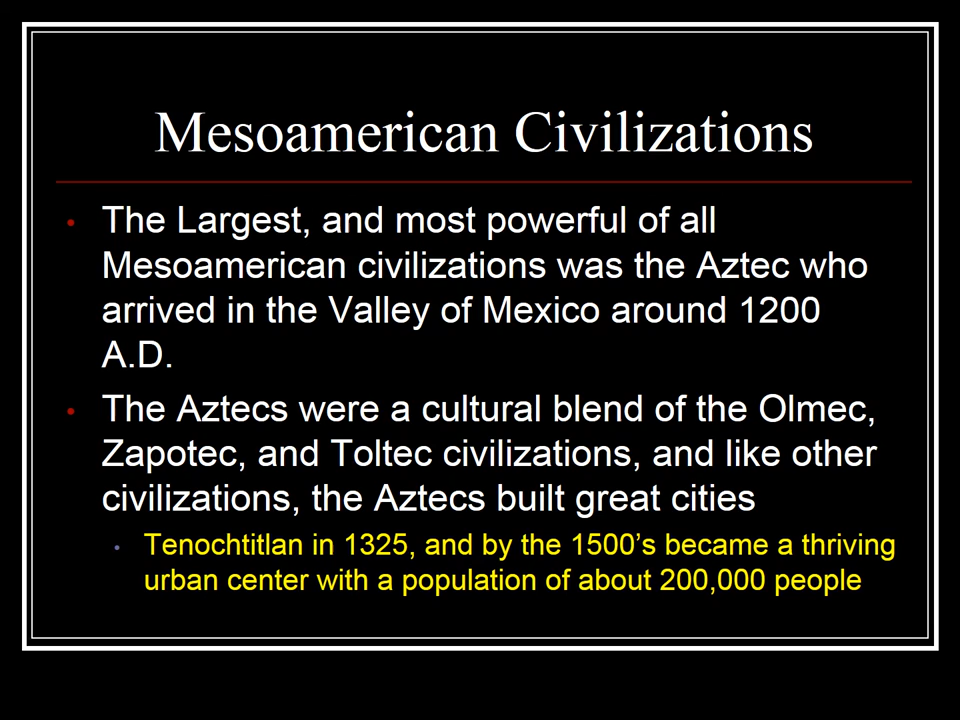 Mesoamerican Civilizations
• The Largest, and most powerful of all
Mesoamerican civilizations was the Aztec who
arrived in the Valley of Mexico around 1200
A.D.
• The Aztecs were a cultural blend of the Olmec,
Zapotec, and Toltec civilizations, and like other
civilizations, the Aztecs built great cities
• Tenochtitlan in 1325, and by the 1500’s became a thriving
urban center with a population of about 200,000 people